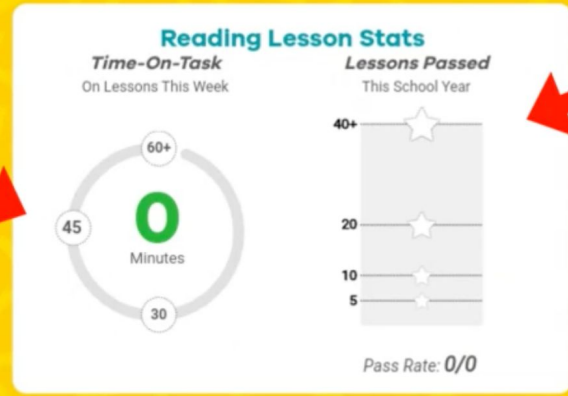 Reading Lesson Stats
Time-On-Task
On Lessons This Week
60+
45
0
Minutes
30
Lessons Passed
This School Year
40+
20
10
5
Pass Rate: 0/0